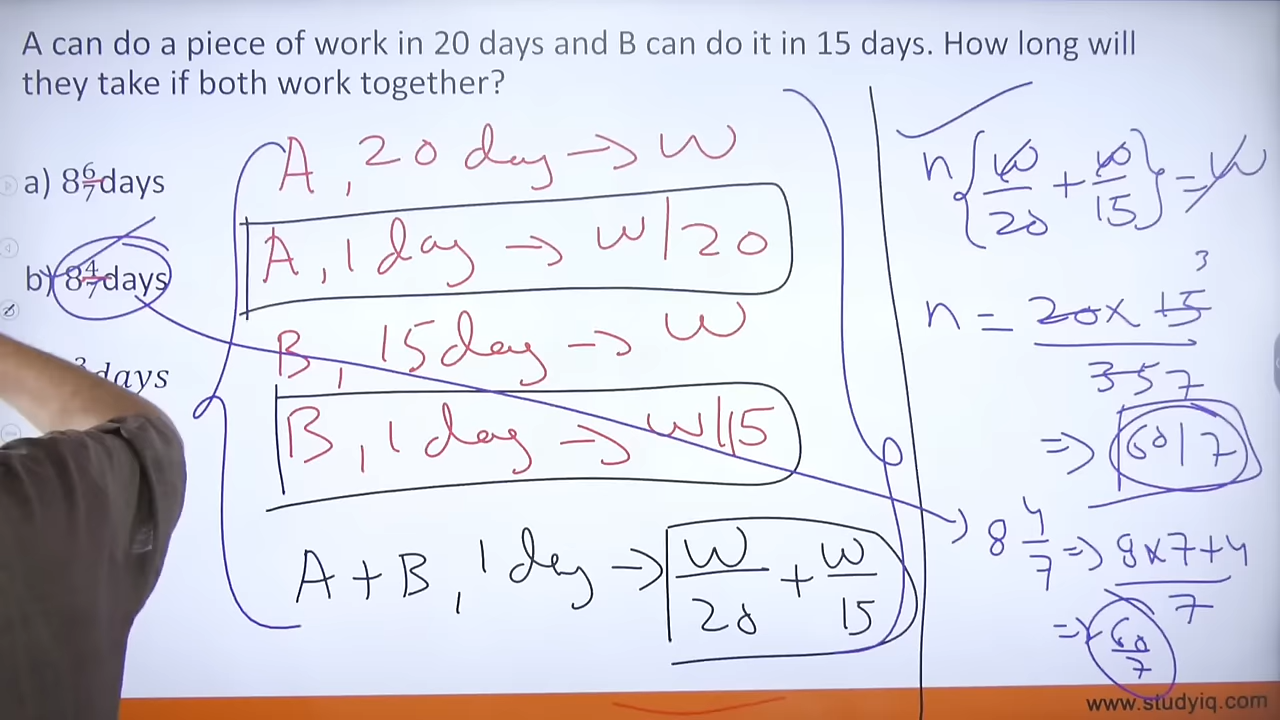 A can do a piece of work in 20 days and B can do it in 15 days. How long will
they take if both work together?
a) 8 6/7 days
b) 8 4/7 days
days
A, 20 day → W
A, 1 day → W/20
B, 15 day → W
B, 1 day → W/15
A + B, 1 day → W/20 + W/15
n{W/20 + W/15} = W
3
n = 20 x 15
35 7
⇒ 60/7
→ 8 4/7 ⇒ 8x7+4
7
⇒ 60/7
www.studyiq.com